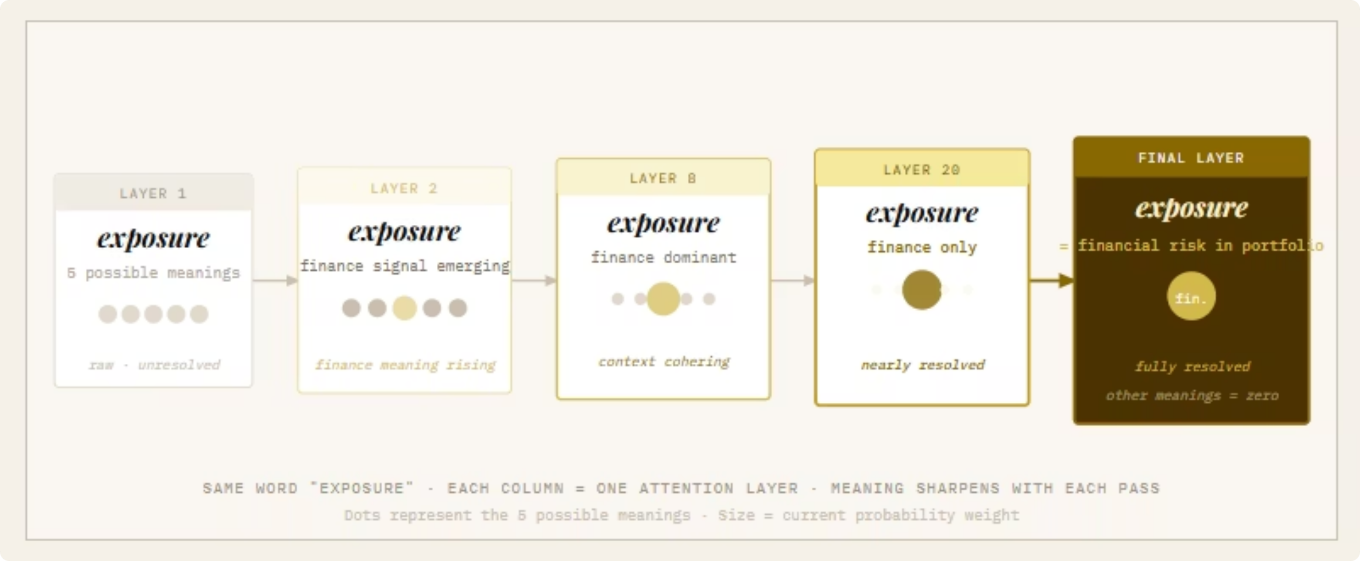 LAYER 1
exposure
5 possible meanings
raw · unresolved
LAYER 2
exposure
finance signal emerging
finance meaning rising
LAYER 8
exposure
finance dominant
context cohering
LAYER 20
exposure
finance only
nearly resolved
FINAL LAYER
exposure
= financial risk in portfolio
fin.
fully resolved
other meanings = zero
SAME WORD "EXPOSURE" · EACH COLUMN = ONE ATTENTION LAYER · MEANING SHARPENS WITH EACH PASS
Dots represent the 5 possible meanings · Size = current probability weight